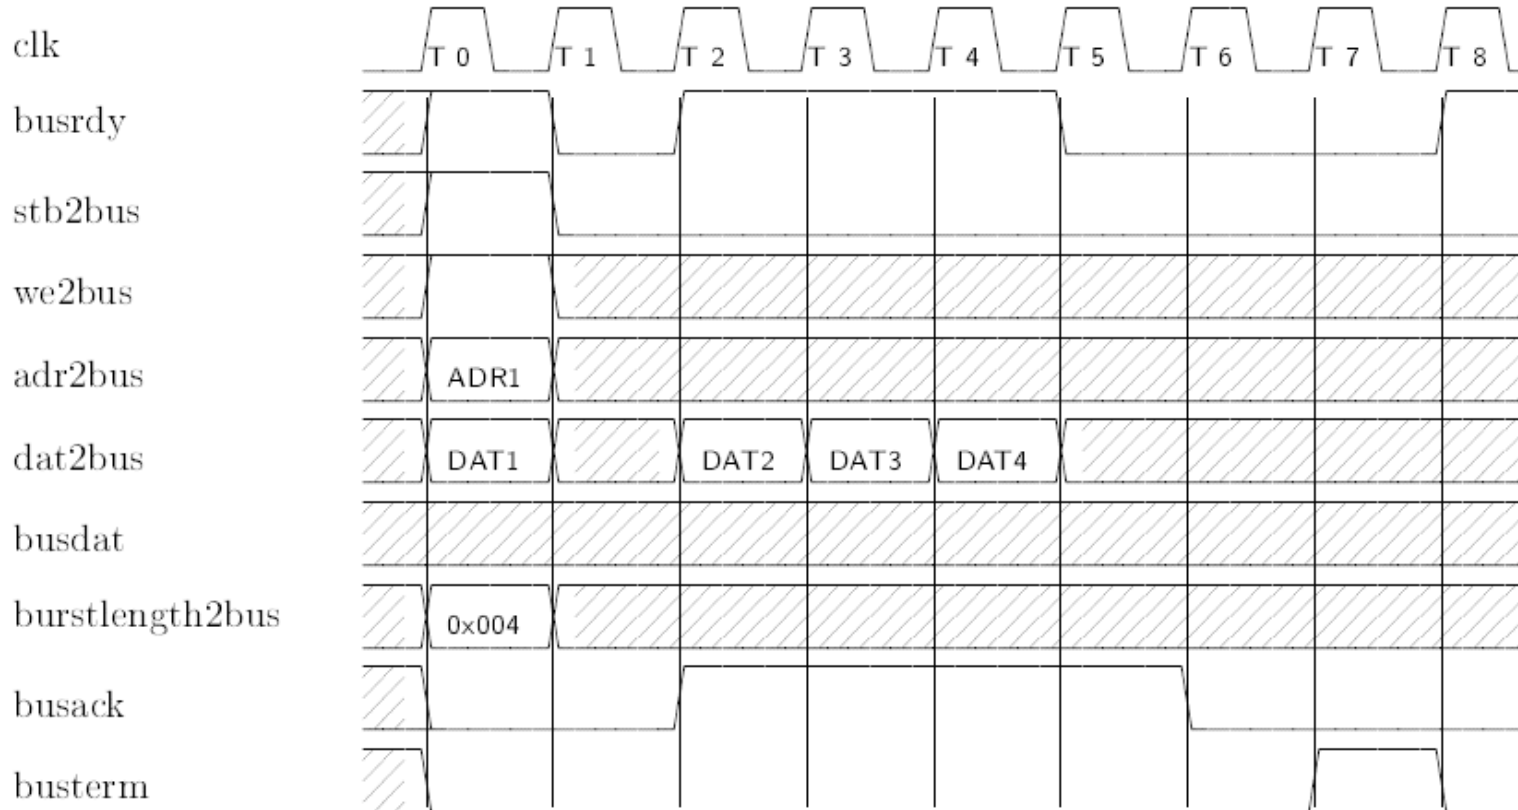 clk T 0 T 1 T 2 T 3 T 4 T 5 T 6 T 7 T 8
busrdy
stb2bus
we2bus
adr2bus ADR1
dat2bus DAT1 DAT2 DAT3 DAT4
busdat
burstlength2bus 0x004
busack
busterm